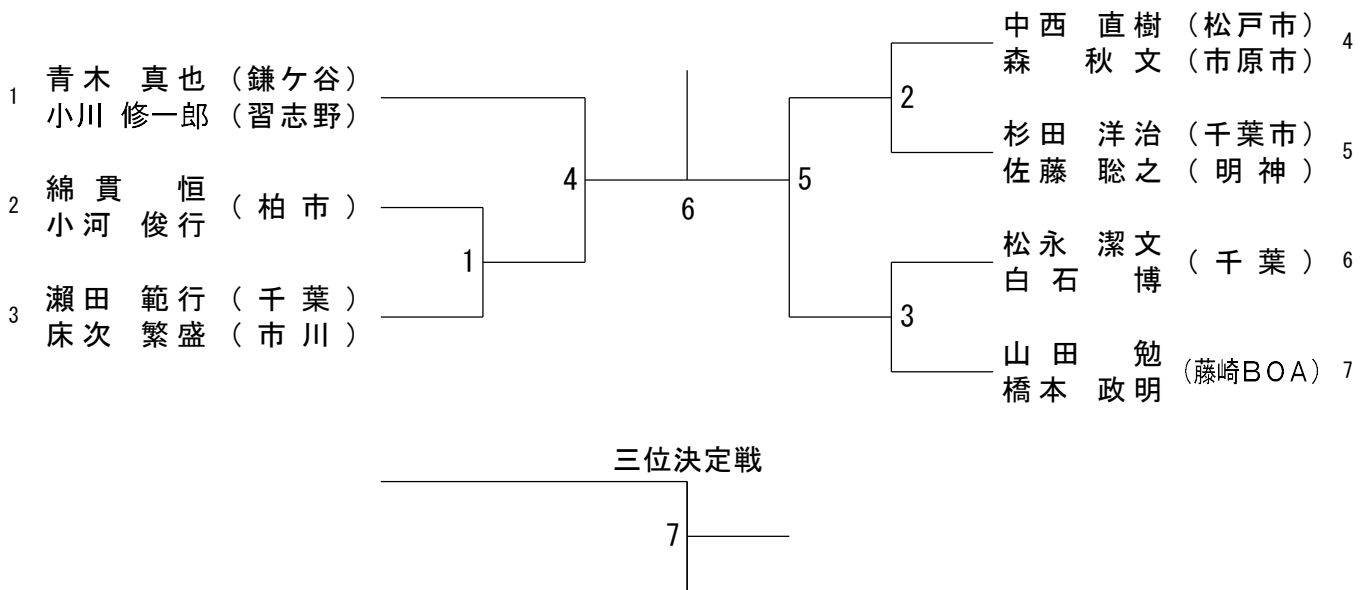 1 青木 真也 (鎌ケ谷)
小川 修一郎 (習志野)
2 綿貫 恒 (柏市)
小河 俊行
3 瀬田 範行 (千葉)
床次 繁盛 (市川)
4
1
6
5
2
3
中西 直樹 (松戸市) 4
森 秋文 (市原市)
杉田 洋治 (千葉市) 5
佐藤 聡之 (明神)
松永 潔文 (千葉) 6
白石 博
山田 勉 (藤崎BOA) 7
橋本 政明
三位決定戦
7